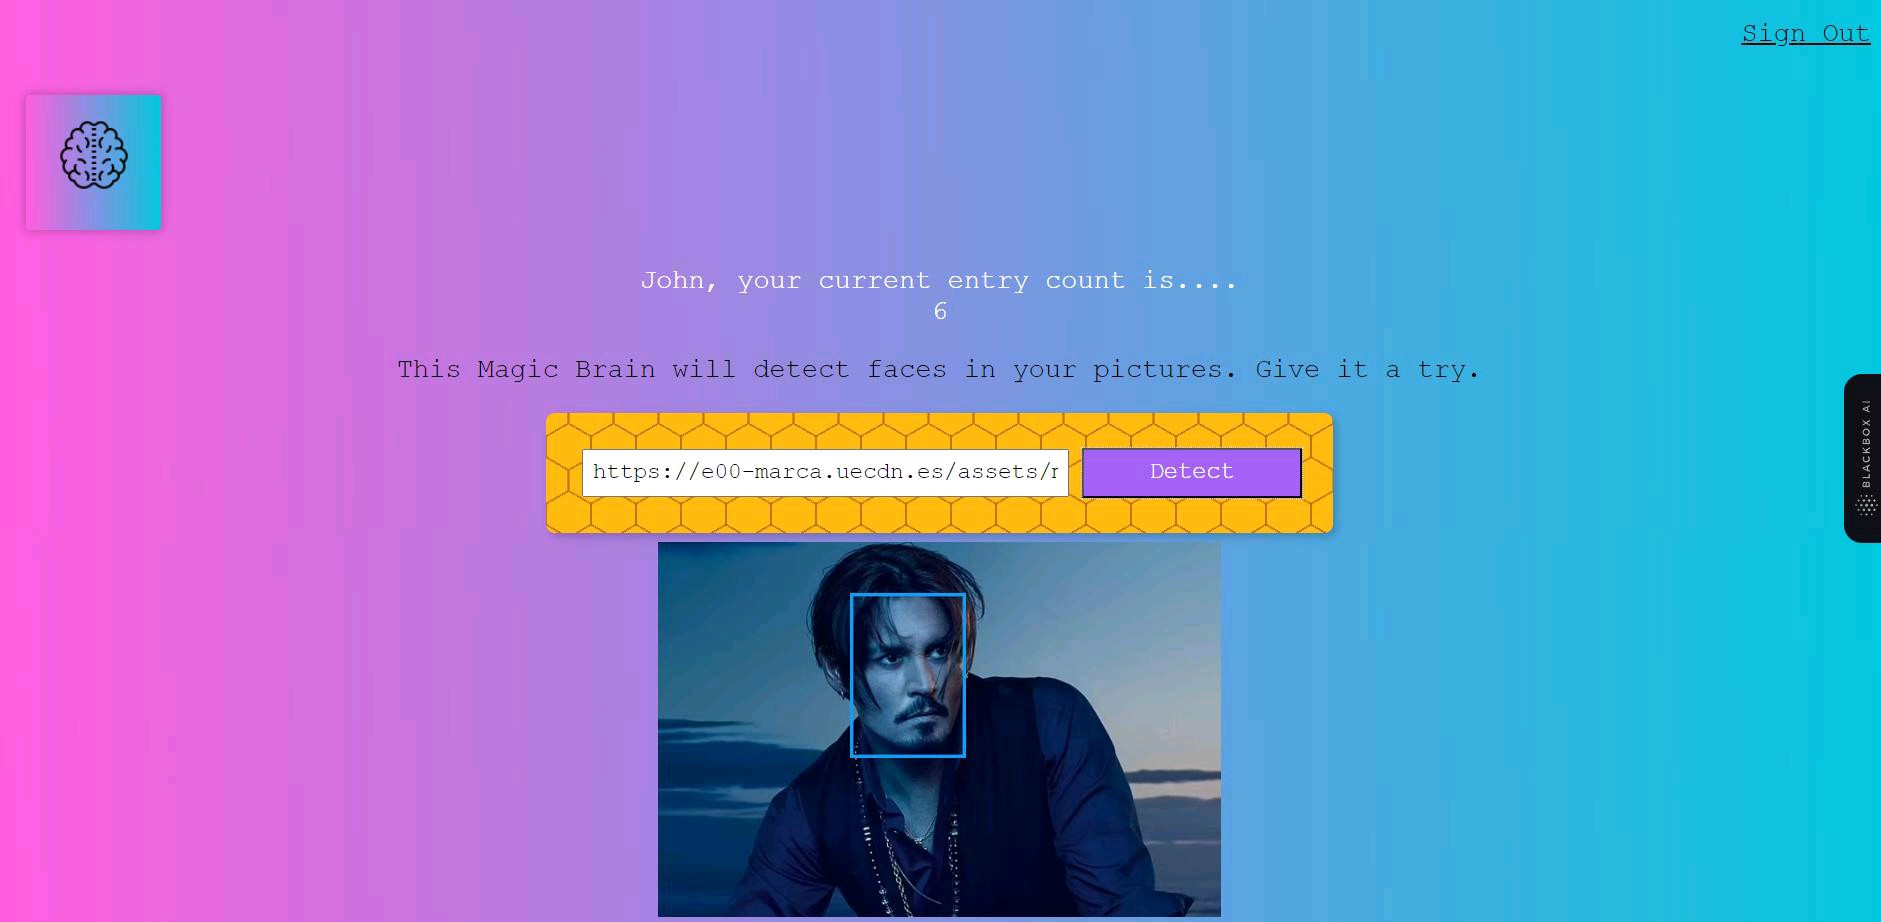 Sign Out
John, your current entry count is....
6
This Magic Brain will detect faces in your pictures. Give it a try.
https://e00-marca.uecdn.es/assets/
Detect
BLACKBOX AI